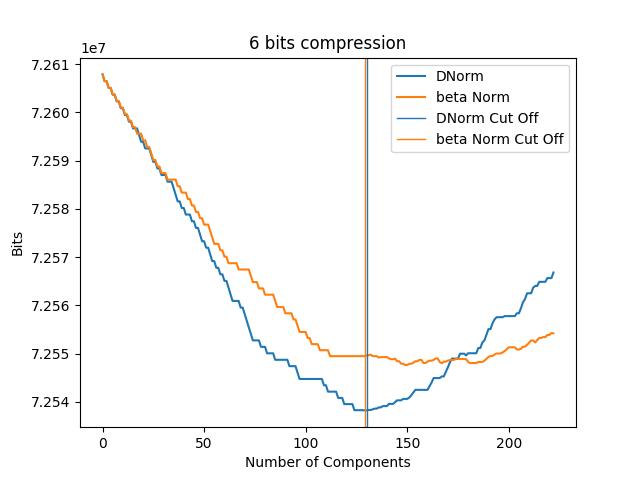 6 bits compression
1e7
7.261
7.260
7.259
7.258
7.257
7.256
7.255
7.254
Bits
DNorm
beta Norm
DNorm Cut Off
beta Norm Cut Off
0 50 100 150 200
Number of Components